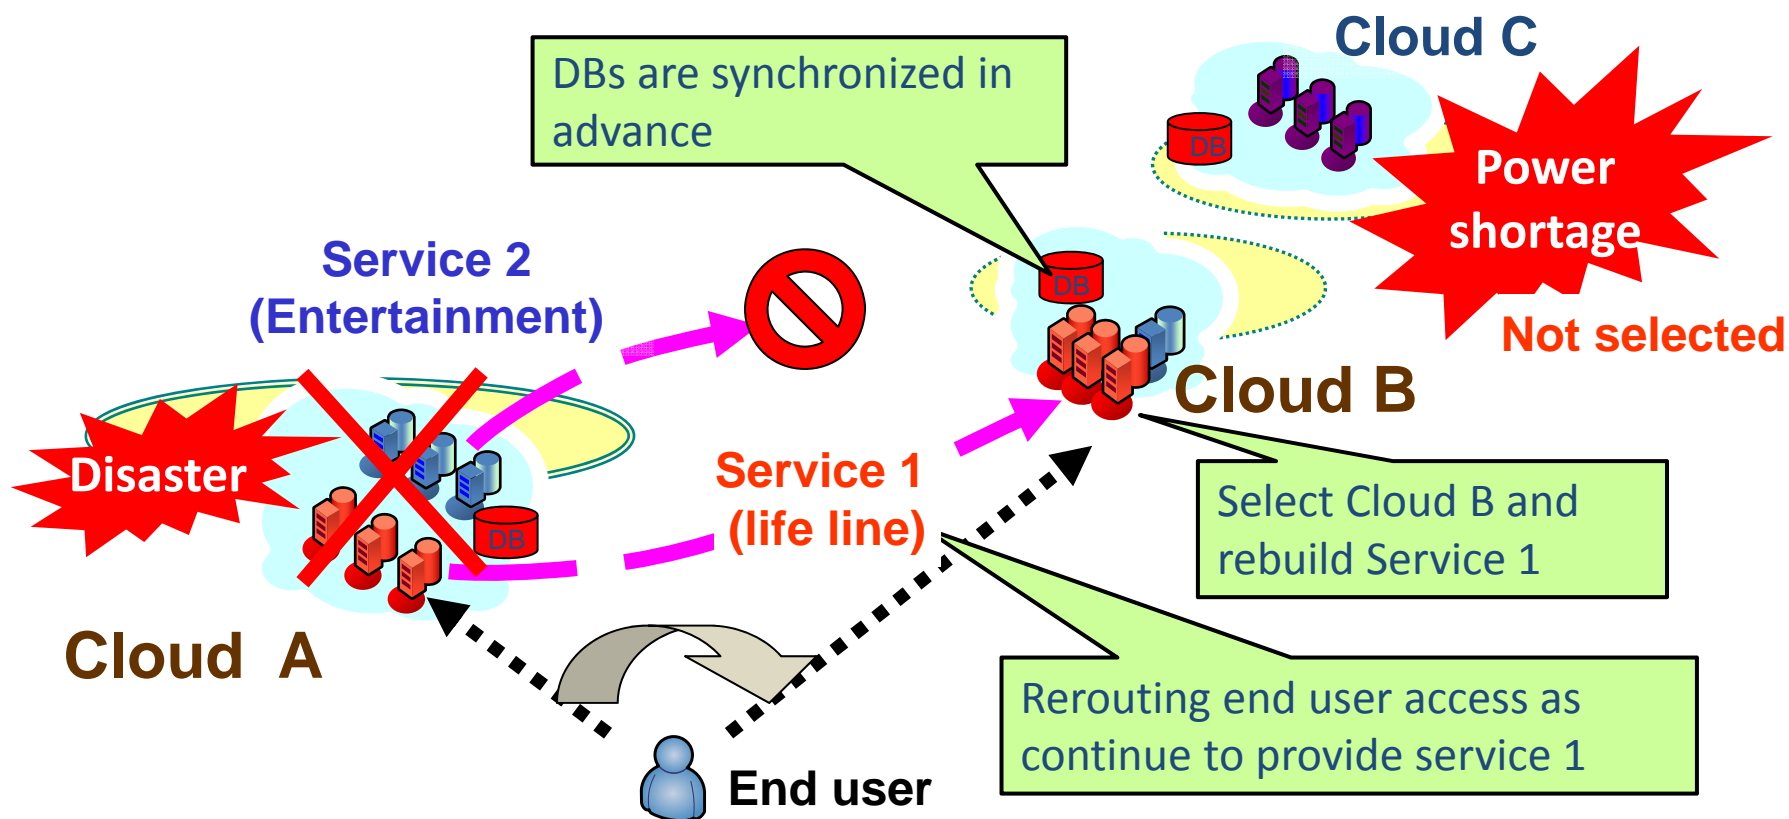 Cloud C
DBs are synchronized in
advance
DB
Power
shortage
Not selected
Service 2
(Entertainment)
DB
Cloud B
Disaster
Service 1
(life line)
DB
Select Cloud B and
rebuild Service 1
Cloud A
Rerouting end user access as
continue to provide service 1
End user